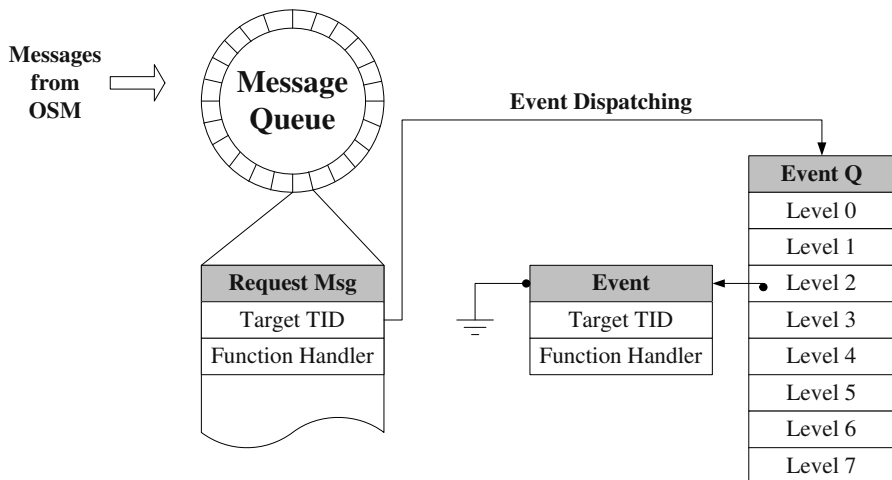 Messages
from
OSM
Message
Queue
Event Dispatching
Request Msg
Target TID
Function Handler
Event
Target TID
Function Handler
Event Q
Level 0
Level 1
Level 2
Level 3
Level 4
Level 5
Level 6
Level 7